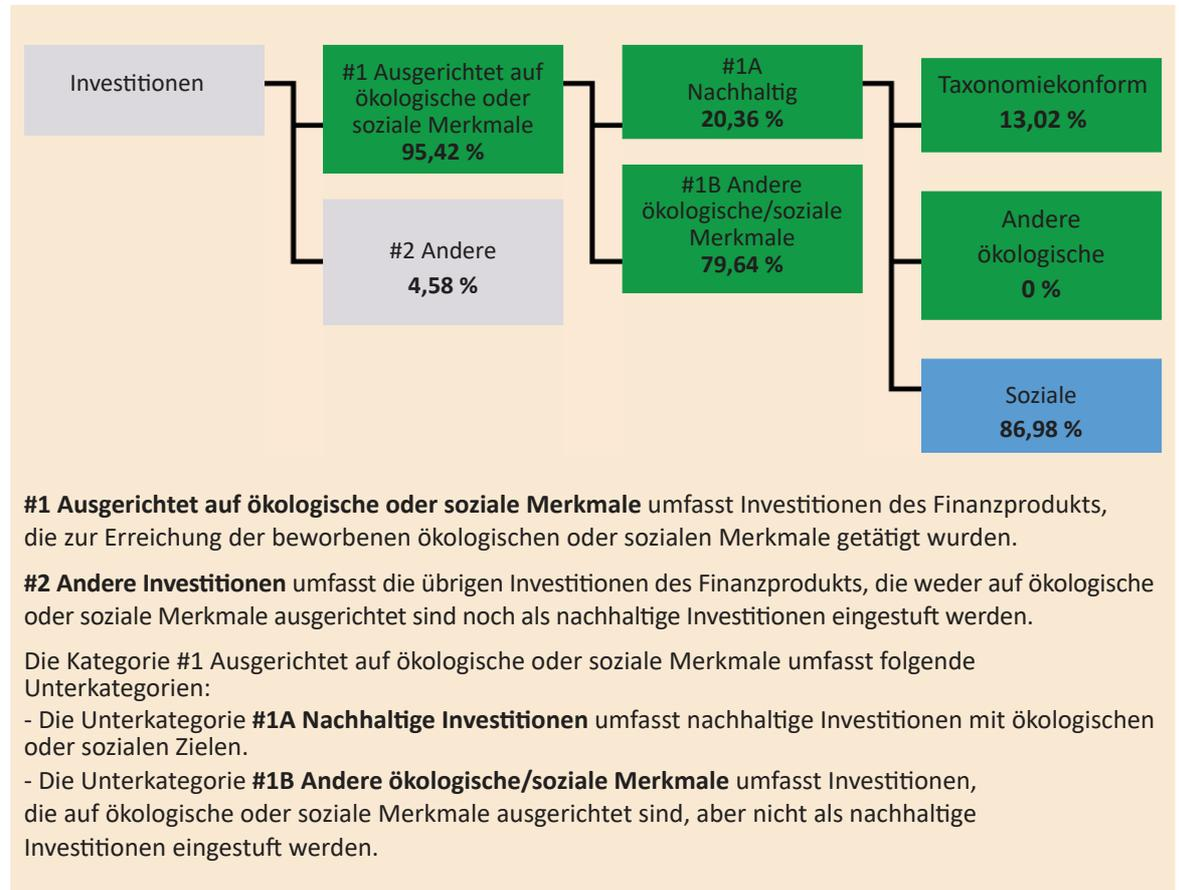 Investitionen
#1 Ausgerichtet auf
ökologische oder
soziale Merkmale
95,42 %
#2 Andere
4,58 %
#1A
Nachhaltig
20,36 %
#1B Andere
ökologische/soziale
Merkmale
79,64 %
Taxonomiekonform
13,02 %
Andere
ökologische
0 %
Soziale
86,98 %
#1 Ausgerichtet auf ökologische oder soziale Merkmale umfasst Investitionen des Finanzprodukts,
die zur Erreichung der beworbenen ökologischen oder sozialen Merkmale getätigt wurden.
#2 Andere Investitionen umfasst die übrigen Investitionen des Finanzprodukts, die weder auf ökologische
oder soziale Merkmale ausgerichtet sind noch als nachhaltige Investitionen eingestuft werden.
Die Kategorie #1 Ausgerichtet auf ökologische oder soziale Merkmale umfasst folgende
Unterkategorien:
- Die Unterkategorie #1A Nachhaltige Investitionen umfasst nachhaltige Investitionen mit ökologischen
oder sozialen Zielen.
- Die Unterkategorie #1B Andere ökologische/soziale Merkmale umfasst Investitionen,
die auf ökologische oder soziale Merkmale ausgerichtet sind, aber nicht als nachhaltige
Investitionen eingestuft werden.